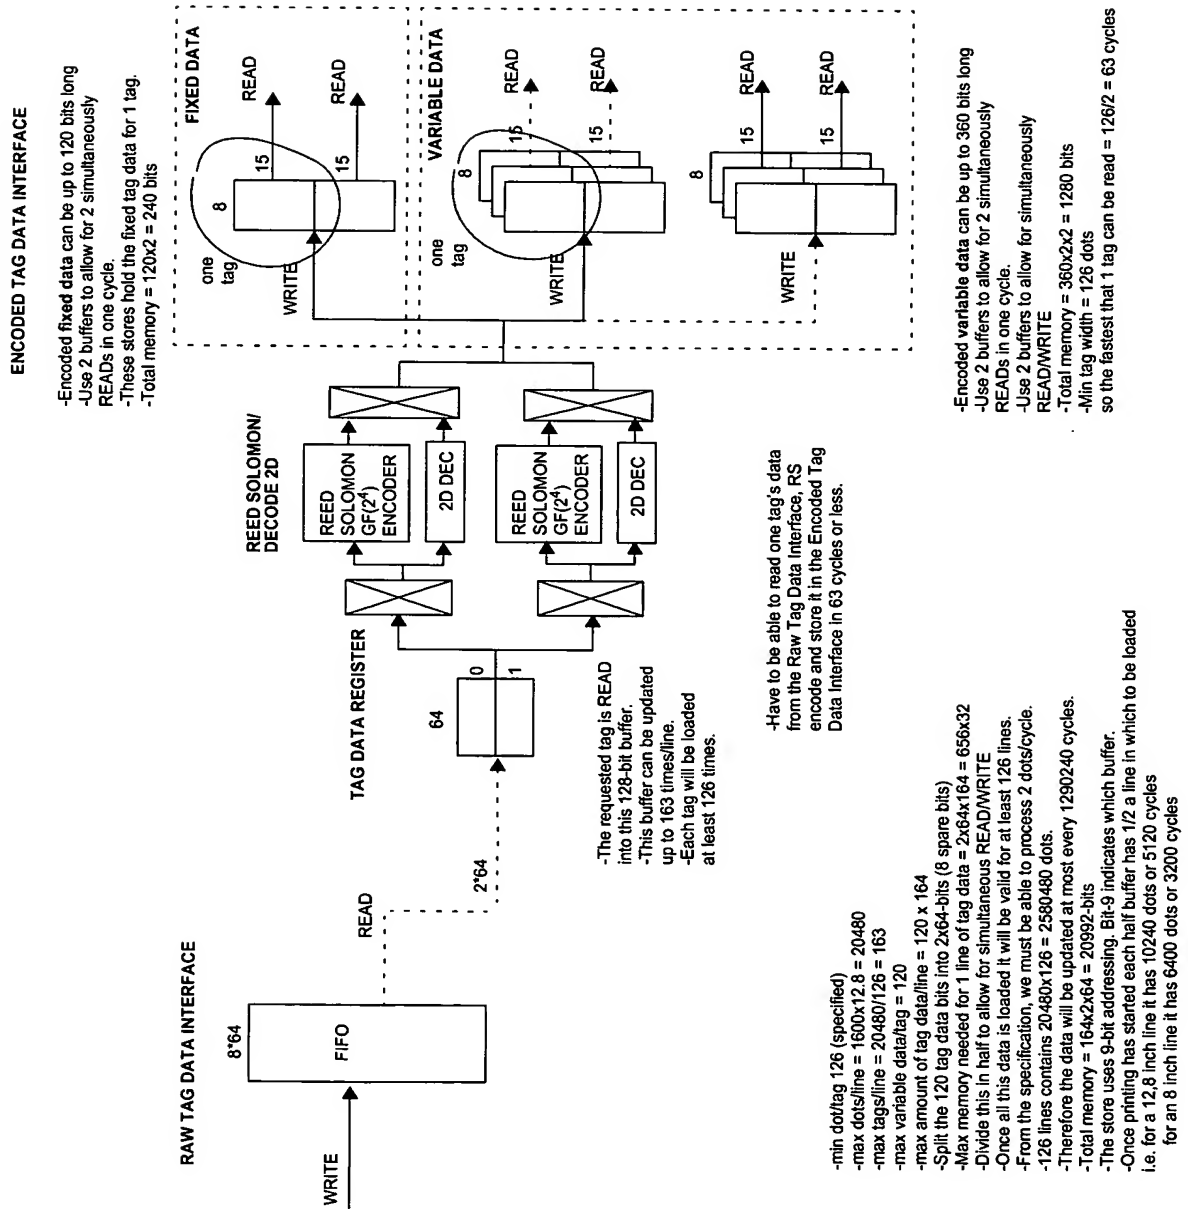 RAW TAG DATA INTERFACE
WRITE
8*64
FIFO
READ
2*64
TAG DATA REGISTER
64
0
1
-The requested tag is READ
into this 128-bit buffer.
-This buffer can be updated
up to 163 times/line.
-Each tag will be loaded
at least 126 times.
REED SOLOMON/
DECODE 2D
REED
SOLOMON
GF(2⁴)
ENCODER
2D DEC
REED
SOLOMON
GF(2⁴)
ENCODER
2D DEC
-Have to be able to read one tag's data
from the Raw Tag Data Interface, RS
encode and store it in the Encoded Tag
Data Interface in 63 cycles or less.
ENCODED TAG DATA INTERFACE
-Encoded fixed data can be up to 120 bits long
-Use 2 buffers to allow for 2 simultaneously
READs in one cycle.
-These stores hold the fixed tag data for 1 tag.
-Total memory = 120x2 = 240 bits
FIXED DATA
one
tag
8
15
READ
15
READ
WRITE
VARIABLE DATA
one
tag
8
15
READ
15
READ
WRITE
8
15
READ
15
READ
WRITE
-Encoded variable data can be up to 360 bits long
-Use 2 buffers to allow for 2 simultaneously
READs in one cycle.
-Use 2 buffers to allow for simultaneously
READ/WRITE
-Total memory = 360x2x2 = 1280 bits
-Min tag width = 126 dots
so the fastest that 1 tag can be read = 126/2 = 63 cycles
-min dot/tag 126 (specified)
-max dots/line = 1600x12.8 = 20480
-max tags/line = 20480/126 = 163
-max variable data/tag = 120
-max amount of tag data/line = 120 x 164
-Split the 120 tag data bits into 2x64-bits (8 spare bits)
-Max memory needed for 1 line of tag data = 2x64x164 = 656x32
-Divide this in half to allow for simultaneous READ/WRITE
-Once all this data is loaded it will be valid for at least 126 lines.
-From the specification, we must be able to process 2 dots/cycle.
-126 lines contains 20480x126 = 2580480 dots.
-Therefore the data will be updated at most every 1290240 cycles.
-Total memory = 164x2x64 = 20992-bits
-The store uses 9-bit addressing. Bit-9 indicates which buffer.
-Once printing has started each half buffer has 1/2 a line in which to be loaded
i.e. for a 12,8 inch line it has 10240 dots or 5120 cycles
for an 8 inch line it has 6400 dots or 3200 cycles